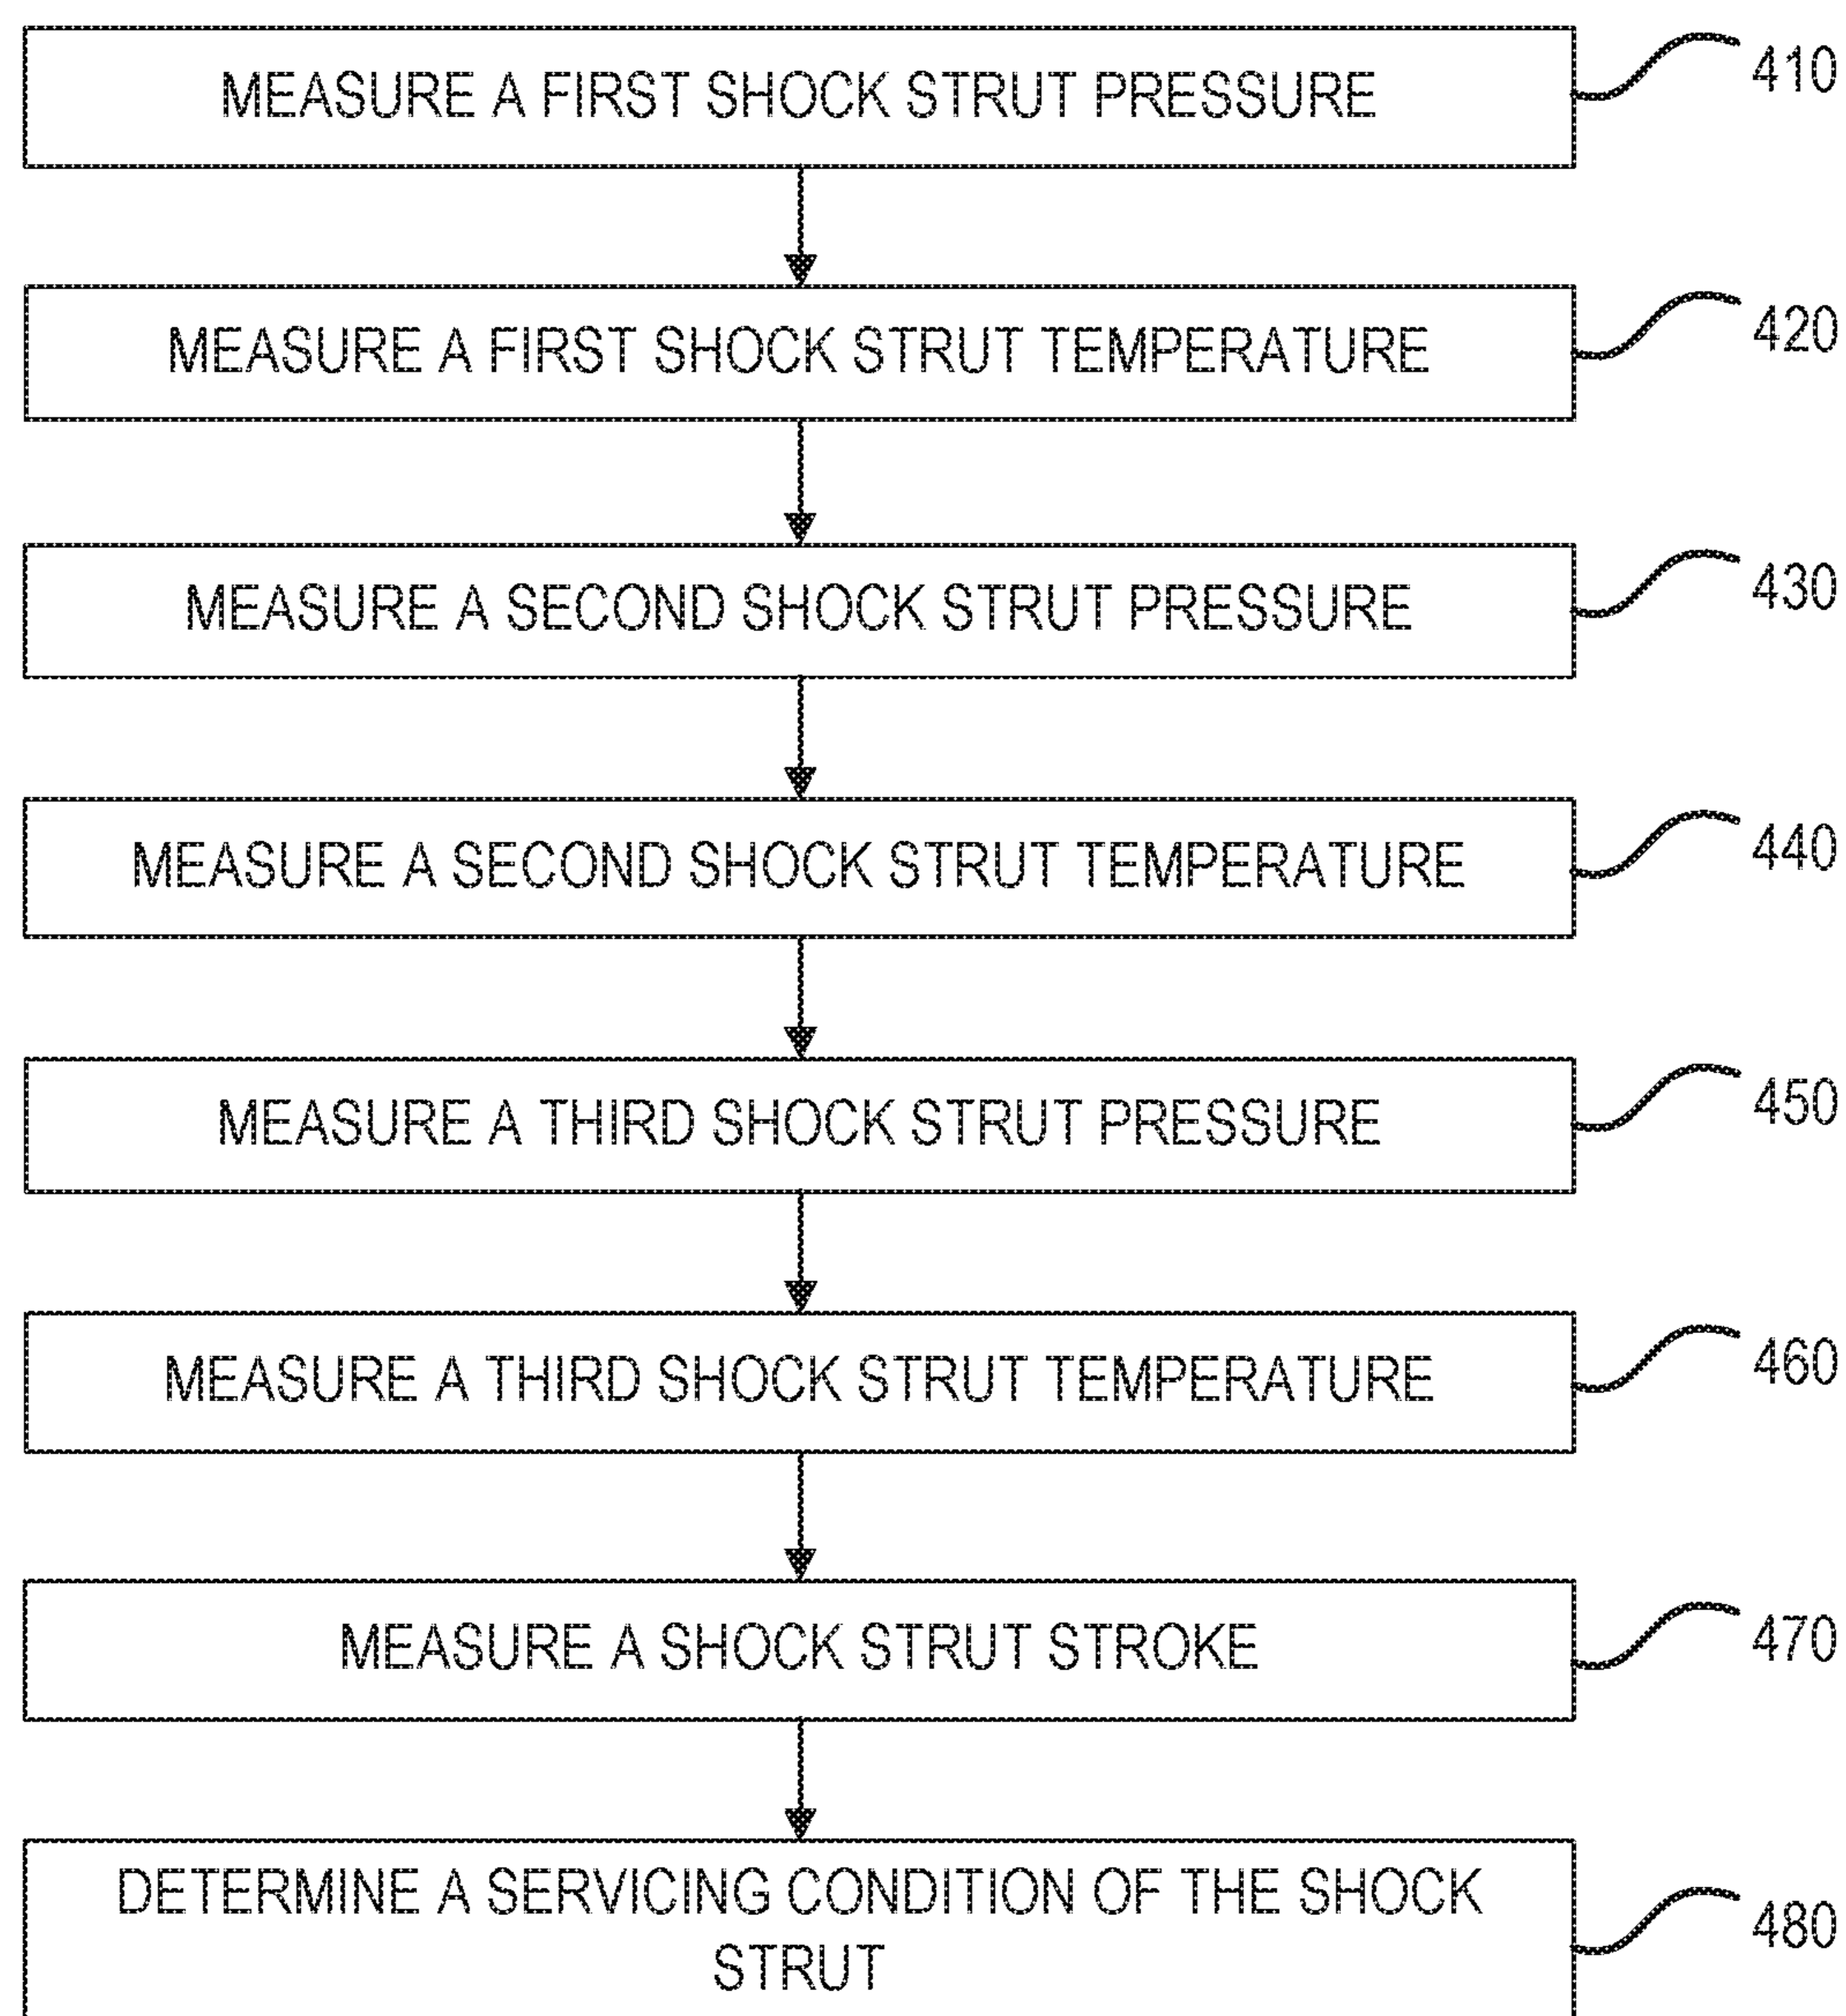 MEASURE A FIRST SHOCK STRUT PRESSURE
410
MEASURE A FIRST SHOCK STRUT TEMPERATURE
420
MEASURE A SECOND SHOCK STRUT PRESSURE
430
MEASURE A SECOND SHOCK STRUT TEMPERATURE
440
MEASURE A THIRD SHOCK STRUT PRESSURE
450
MEASURE A THIRD SHOCK STRUT TEMPERATURE
460
MEASURE A SHOCK STRUT STROKE
470
DETERMINE A SERVICING CONDITION OF THE SHOCK
STRUT
480